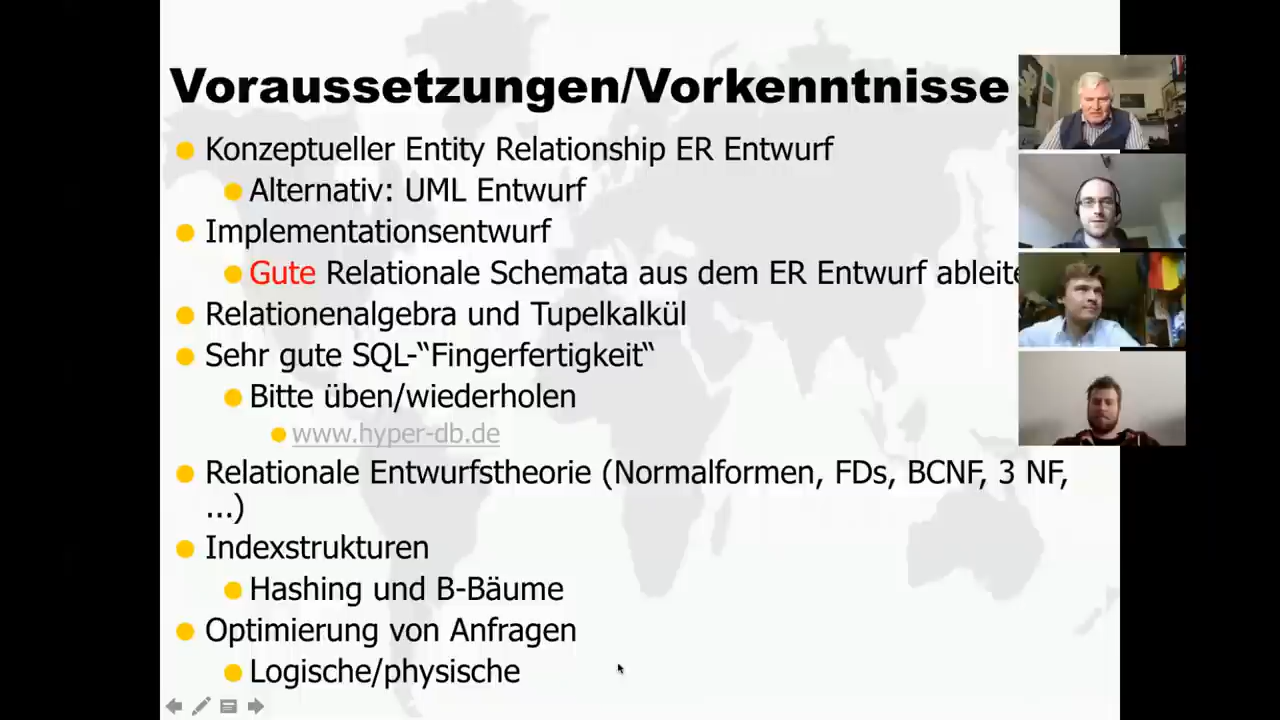 Voraussetzungen/Vorkenntnisse
Konzeptueller Entity Relationship ER Entwurf
Alternativ: UML Entwurf
Implementationsentwurf
Gute Relationale Schemata aus dem ER Entwurf ableite
Relationenalgebra und Tupelkalkül
Sehr gute SQL-“Fingerfertigkeit“
Bitte üben/wiederholen
www.hyper-db.de
Relationale Entwurfstheorie (Normalformen, FDs, BCNF, 3 NF,
...)
Indexstrukturen
Hashing und B-Bäume
Optimierung von Anfragen
Logische/physische